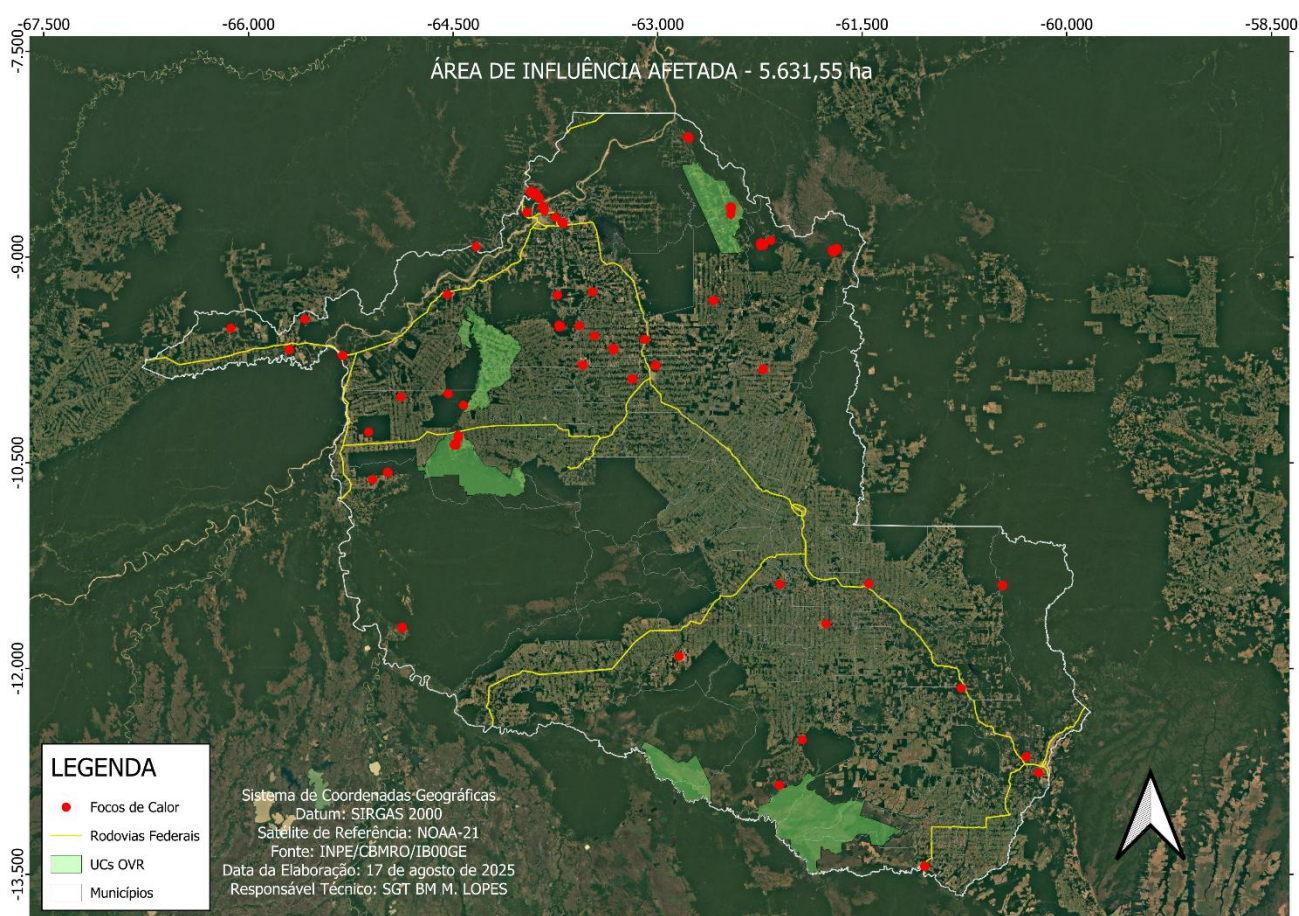 -67.500 -66.000 -64.500 -63.000 -61.500 -60.000 -58.500
-7.500
ÁREA DE INFLUÊNCIA AFETADA - 5.631,55 ha
-9.000
-10.500
-12.000
-13.500
LEGENDA
Focos de Calor
Rodovias Federais
UCs OVR
Municípios
Sistema de Coordenadas Geográficas
Datum: SIRGAS 2000
Satélite de Referência: NOAA-21
Fonte: INPE/CBMRO/IB00GE
Data da Elaboração: 17 de agosto de 2025
Responsável Técnico: SGT BM M. LOPES